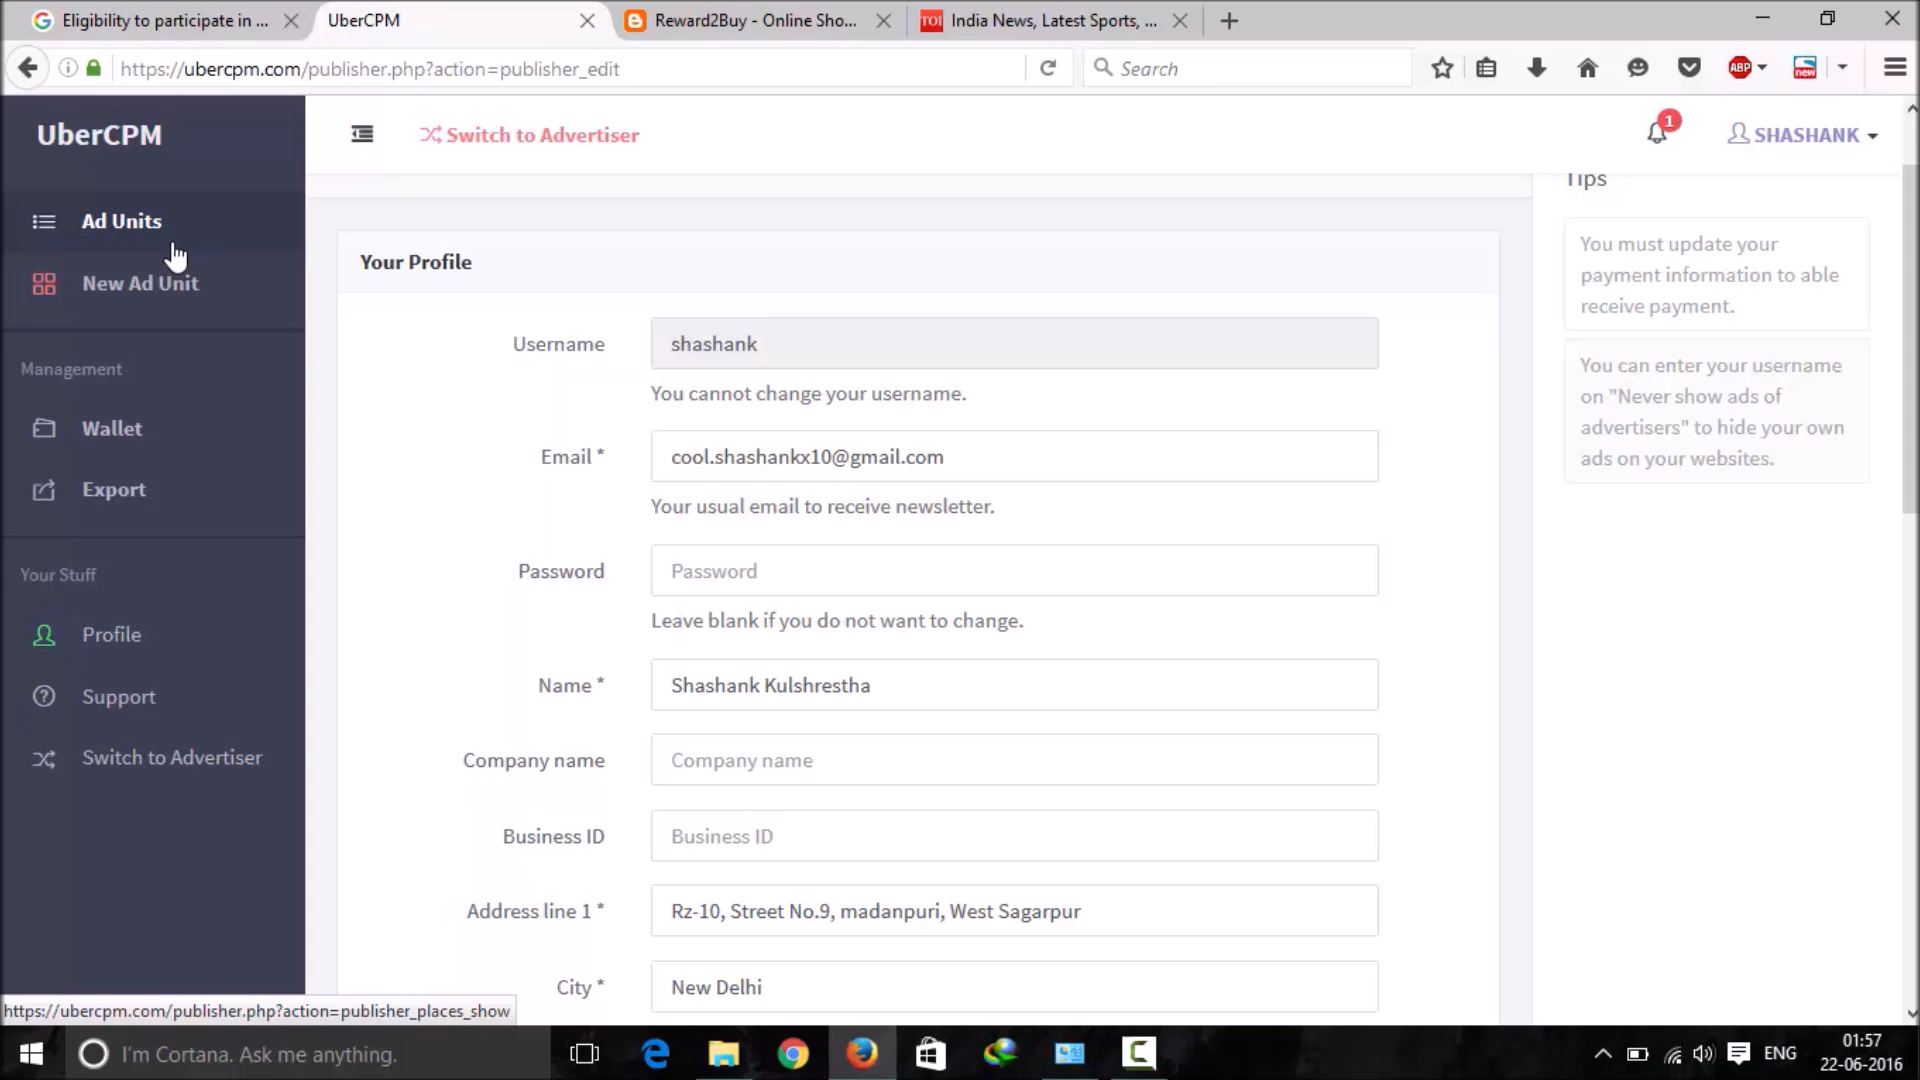 Eligibility to participate in ...
UberCPM
Reward2Buy - Online Sho...
TOI
India News, Latest Sports, ...
https://ubercpm.com/publisher.php?action=publisher_edit
Search
ABP
new
UberCPM
Switch to Advertiser
1
SHASHANK
Ad Units
New Ad Unit
Management
Wallet
Export
Your Stuff
Profile
Support
Switch to Advertiser
Your Profile
Username
shashank
You cannot change your username.
Email *
cool.shashankx10@gmail.com
Your usual email to receive newsletter.
Password
Password
Leave blank if you do not want to change.
Name *
Shashank Kulshrestha
Company name
Company name
Business ID
Business ID
Address line 1 *
Rz-10, Street No.9, madanpuri, West Sagarpur
City *
New Delhi
Tips
You must update your
payment information to able
receive payment.
You can enter your username
on "Never show ads of
advertisers" to hide your own
ads on your websites.
https://ubercpm.com/publisher.php?action=publisher_places_show
I'm Cortana. Ask me anything.
ENG
01:57
22-06-2016